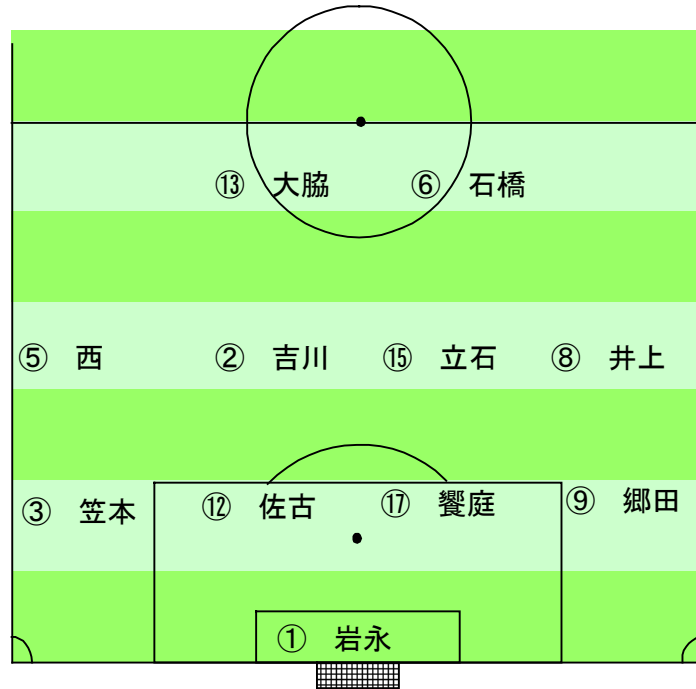 ⑬ 大脇 ⑥ 石橋
⑤ 西 ② 吉川 ⑮ 立石 ⑧ 井上
③ 笠本 ⑫ 佐古 ⑰ 饗庭 ⑨ 郷田
① 岩永